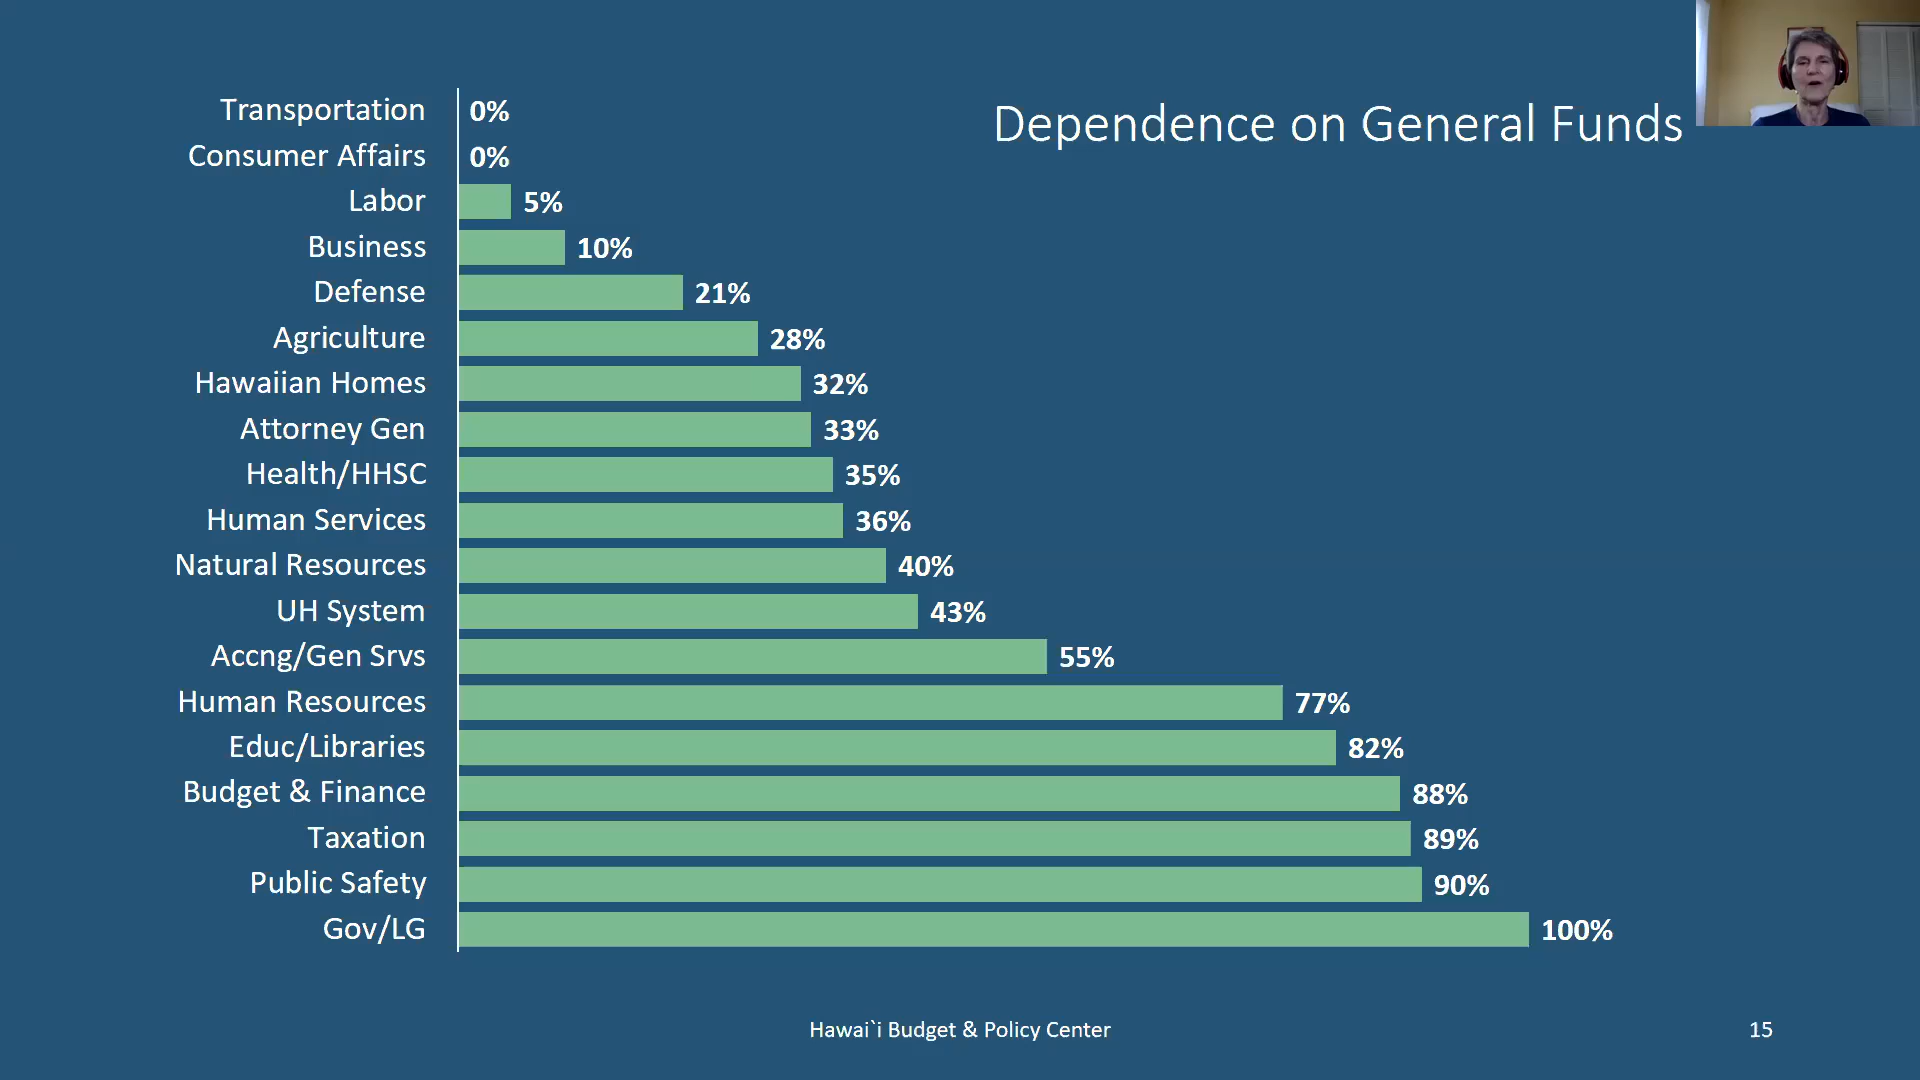 Dependence on General Funds
Transportation 0%
Consumer Affairs 0%
Labor 5%
Business 10%
Defense 21%
Agriculture 28%
Hawaiian Homes 32%
Attorney Gen 33%
Health/HHSC 35%
Human Services 36%
Natural Resources 40%
UH System 43%
Accng/Gen Srvs 55%
Human Resources 77%
Educ/Libraries 82%
Budget & Finance 88%
Taxation 89%
Public Safety 90%
Gov/LG 100%
Hawai`i Budget & Policy Center
15